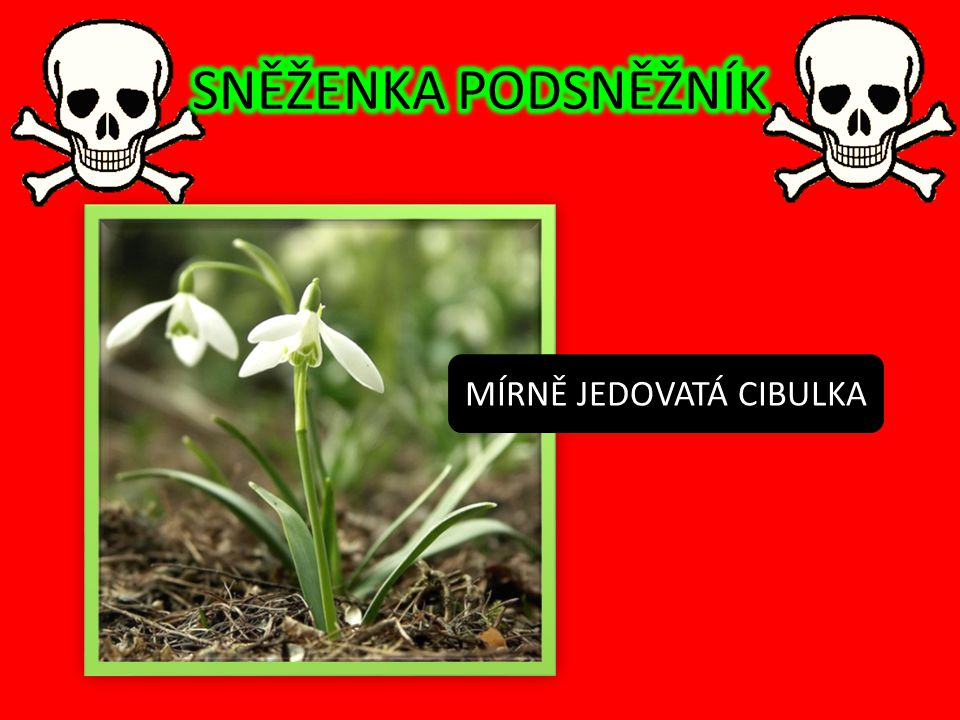 SNĚŽENKA PODSNĚŽNÍK
MÍRNĚ JEDOVATÁ CIBULKA